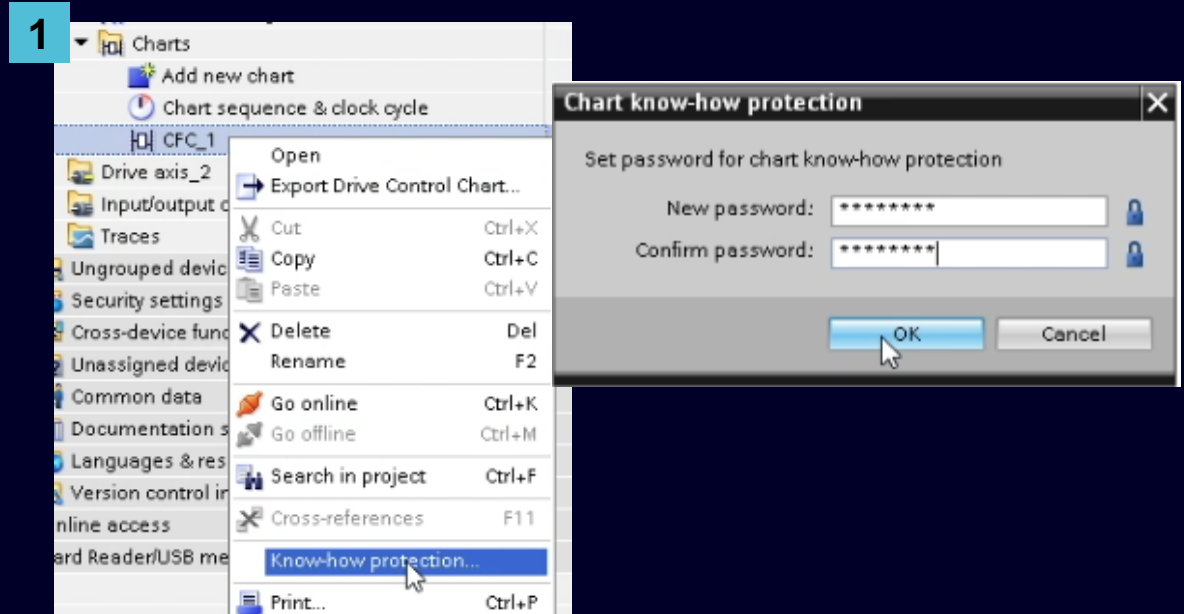 1
Charts
Add new chart
Chart sequence & clock cycle
CFC_1
Drive axis_2
Input/output c
Traces
Ungrouped devic
Security settings
Cross-device func
Unassigned devic
Common data
Documentation s
Languages & res
Version control in
nline access
ard Reader/USB me
Open
Export Drive Control Chart...
Cut Ctrl+X
Copy Ctrl+C
Paste Ctrl+V
Delete Del
Rename F2
Go online Ctrl+K
Go offline Ctrl+M
Search in project Ctrl+F
Cross-references F11
Know-how protection...
Print... Ctrl+P
Chart know-how protection
Set password for chart know-how protection
New password: ********
Confirm password: ********
OK Cancel